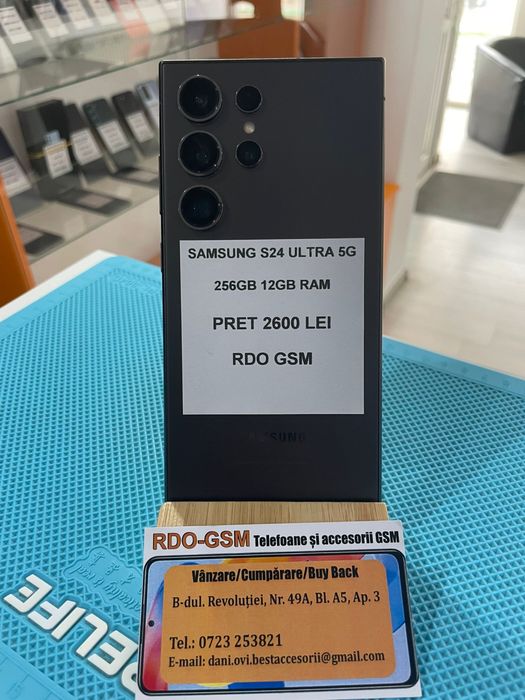 SAMSUNG S24 ULTRA 5G
256GB 12GB RAM
PRET 2600 LEI
RDO GSM
SAMSUNG
RDO-GSM Telefoane și accesorii GSM
Vânzare/Cumpărare/Buy Back
B-dul. Revoluției, Nr. 49A, Bl. A5, Ap. 3
Tel.: 0723 253821
E-mail: dani.ovi.bestaccesorii@gmail.com